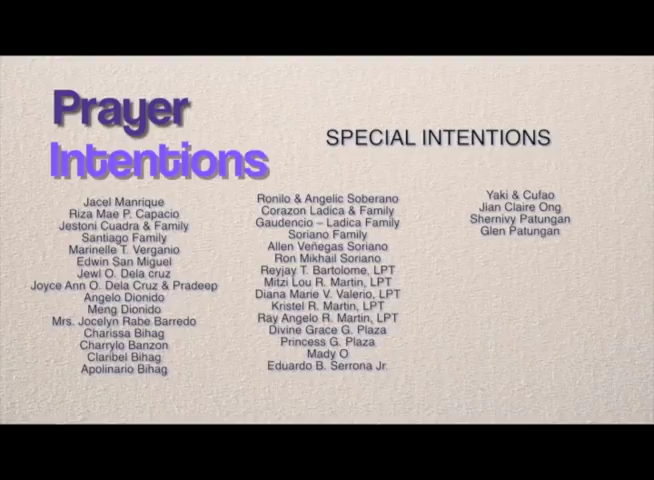 Prayer
Intentions
SPECIAL INTENTIONS
Jacel Manrique
Riza Mae P. Capacio
Jestoni Cuadra & Family
Santiago Family
Marinelle T. Verganio
Edwin San Miguel
Jewl O. Dela cruz
Joyce Ann O. Dela Cruz & Pradeep
Angelo Dionido
Meng Dionido
Mrs. Jocelyn Rabe Barredo
Charissa Bihag
Charrylo Banzon
Claribel Bihag
Apolinario Bihag
Ronilo & Angelic Soberano
Corazon Ladica & Family
Gaudencio – Ladica Family
Soriano Family
Allen Veñegas Soriano
Ron Mikhail Soriano
Reyjay T. Bartolome, LPT
Mitzi Lou R. Martin, LPT
Diana Marie V. Valerio, LPT
Kristel R. Martin, LPT
Ray Angelo R. Martin, LPT
Divine Grace G. Plaza
Princess G. Plaza
Mady O
Eduardo B. Serrona Jr.
Yaki & Cufao
Jian Claire Ong
Shernivy Patungan
Glen Patungan